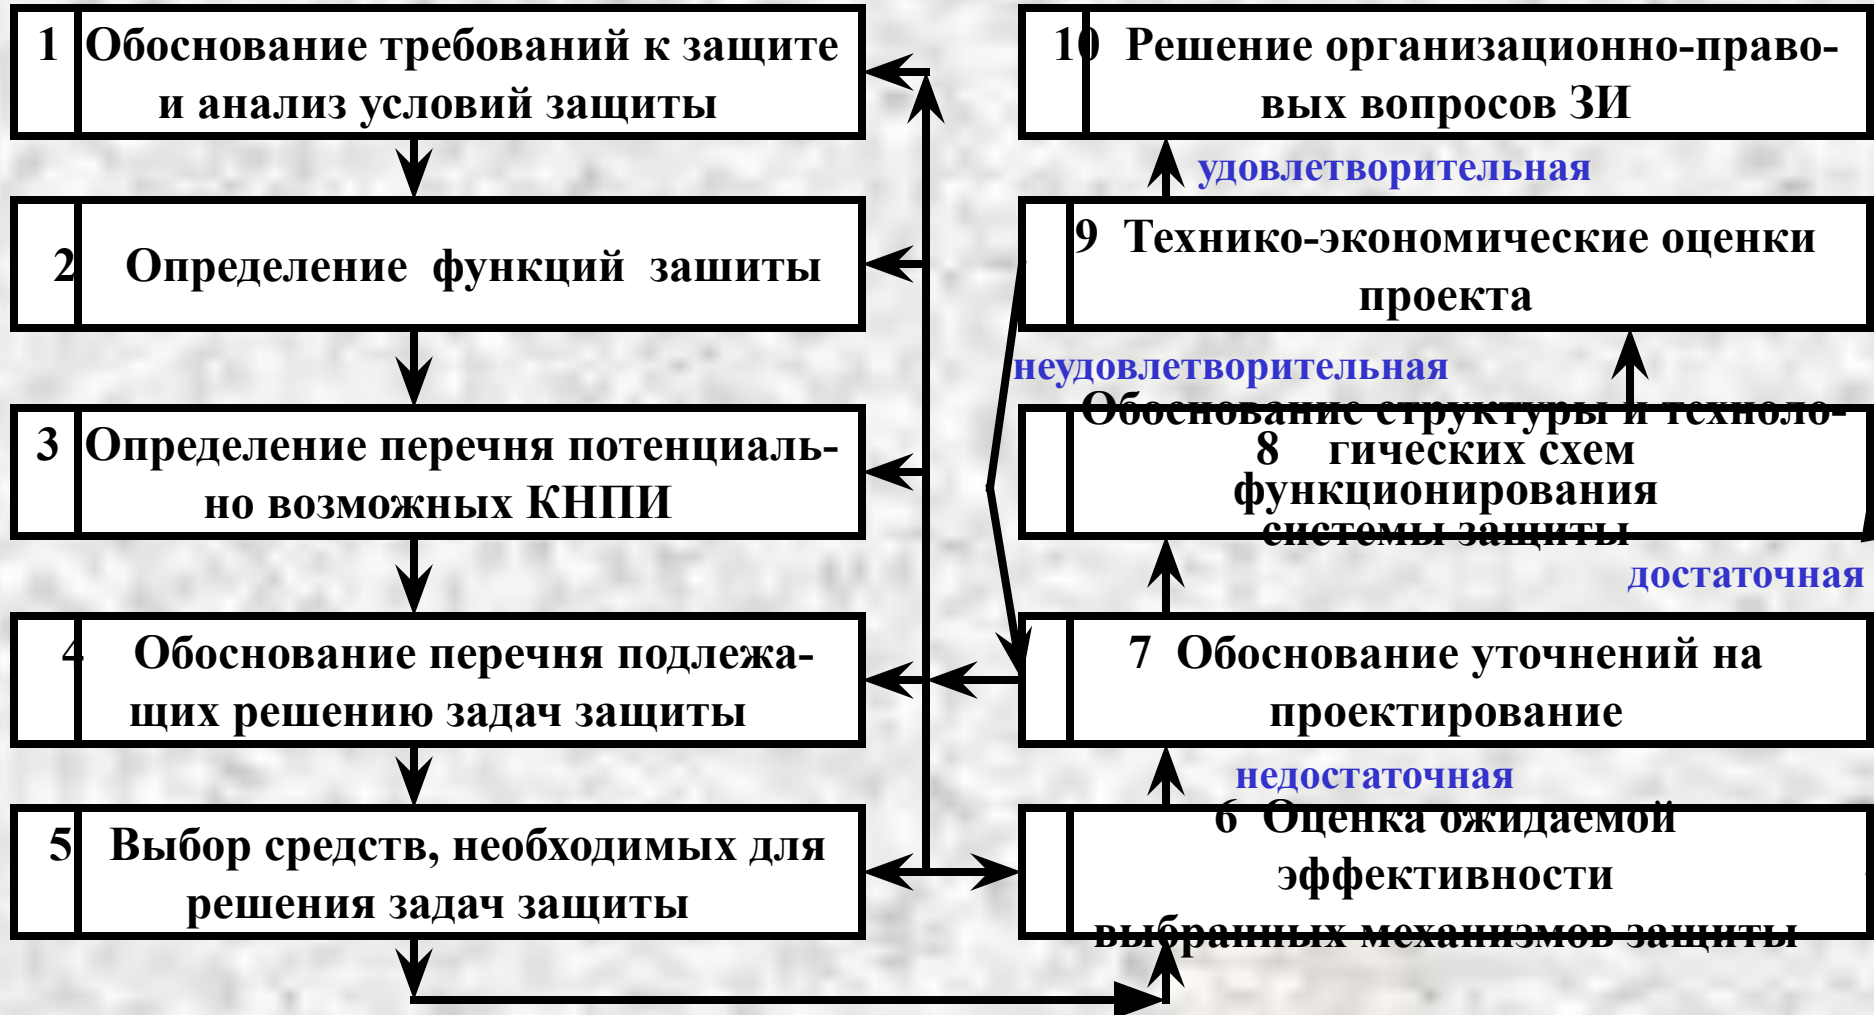 1 Обоснование требований к защите
и анализ условий защиты
2 Определение функций зашиты
3 Определение перечня потенциаль-
но возможных КНПИ
4 Обоснование перечня подлежа-
щих решению задач защиты
5 Выбор средств, необходимых для
решения задач защиты
10 Решение организационно-право-
вых вопросов ЗИ
удовлетворительная
9 Технико-экономические оценки
проекта
неудовлетворительная
Обоснование структуры и техноло-
8 гических схем
функционирования
системы защиты
достаточная
7 Обоснование уточнений на
проектирование
недостаточная
6 Оценка ожидаемой
эффективности
выбранных механизмов защиты